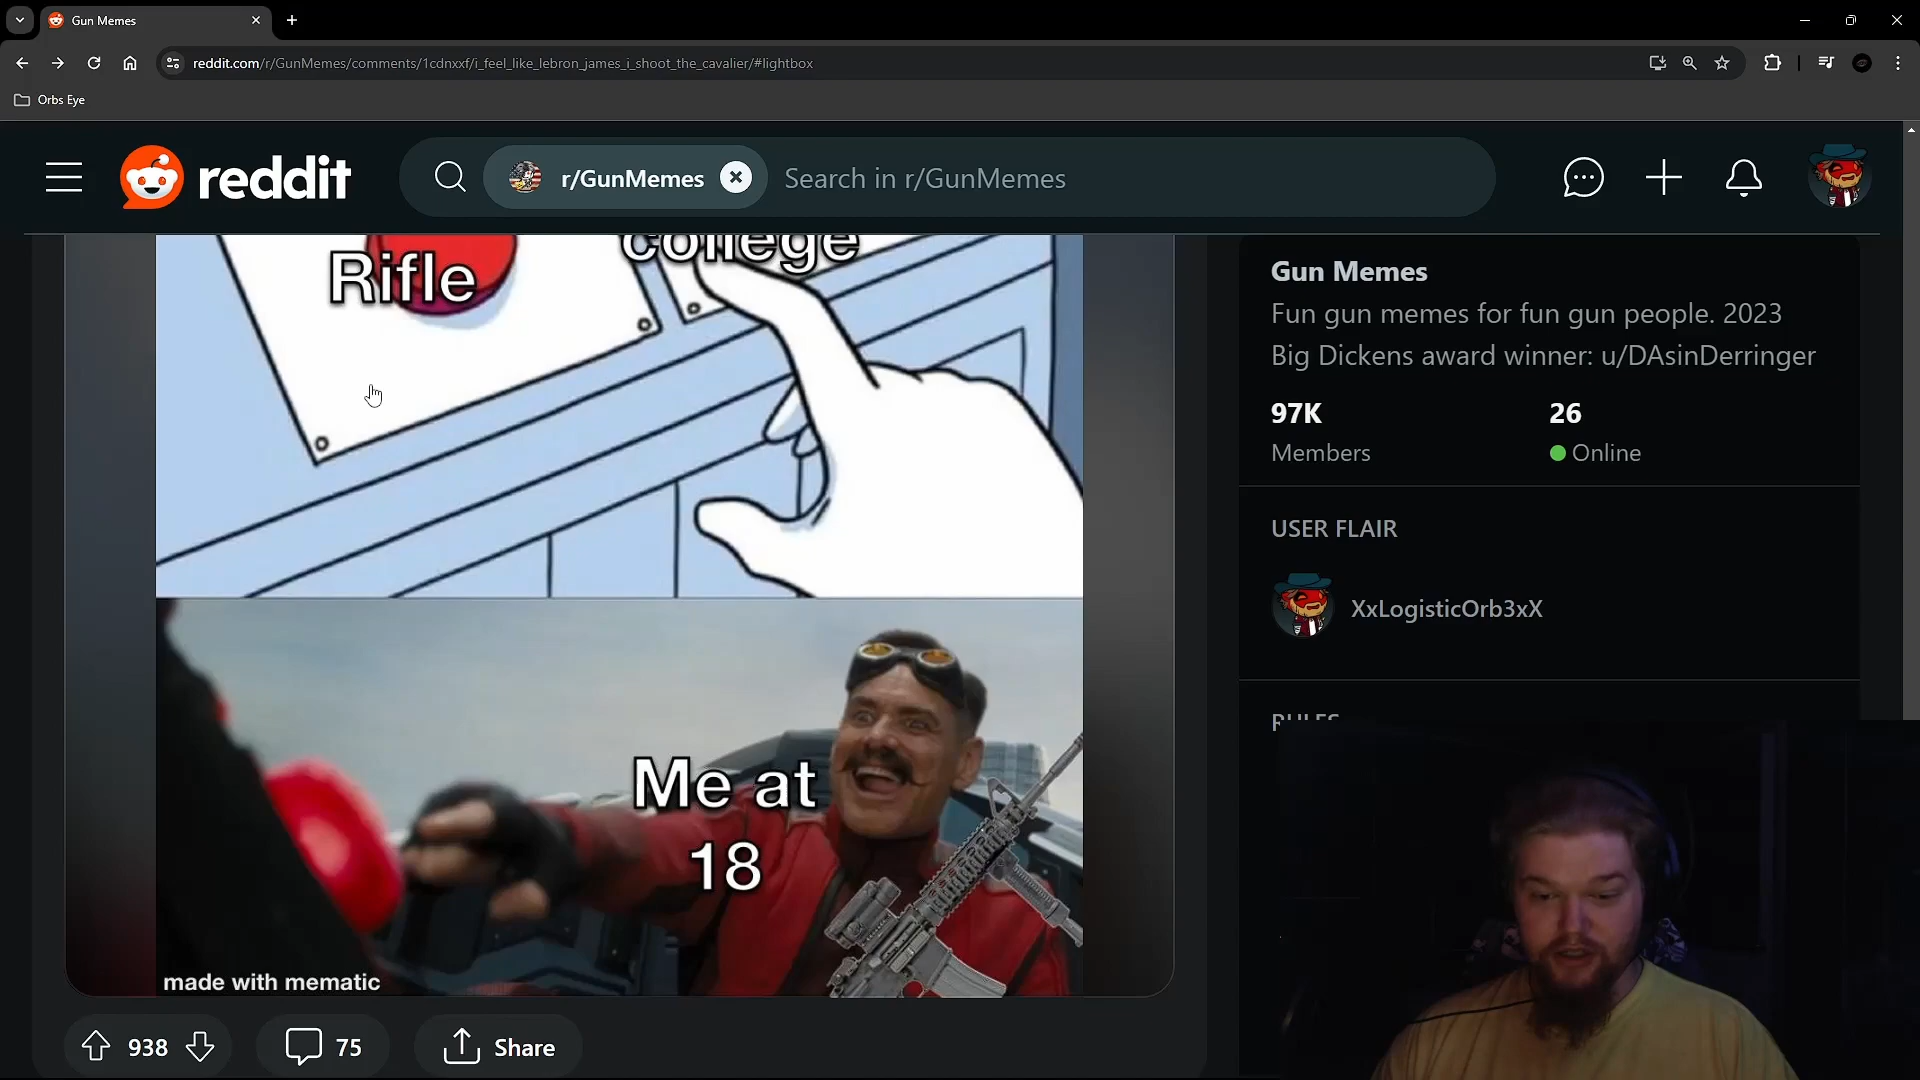 Gun Memes
reddit.com/r/GunMemes/comments/1cdnxxf/i_feel_like_lebron_james_i_shoot_the_cavalier/#lightbox
Orbs Eye
reddit
r/GunMemes
Search in r/GunMemes
college
Rifle
Me at
18
made with mematic
938
75
Share
Gun Memes
Fun gun memes for fun gun people. 2023
Big Dickens award winner: u/DAsinDerringer
97K
26
Members
Online
USER FLAIR
XxLogisticOrb3xX
RULES